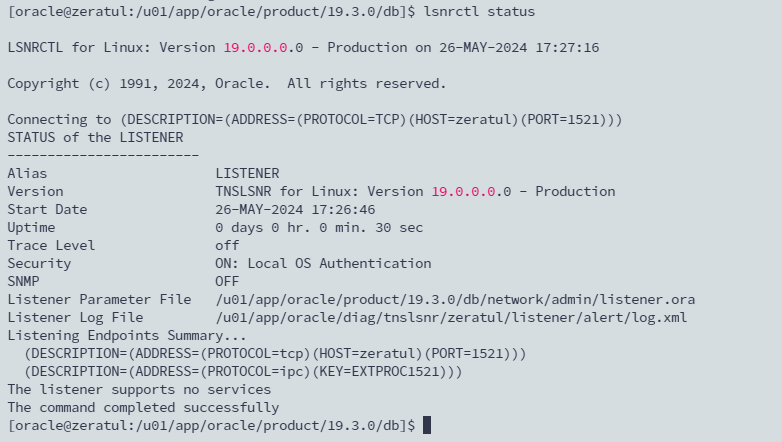 [oracle@zeratul:/u01/app/oracle/product/19.3.0/db]$ lsnrctl status

LSNRCTL for Linux: Version 19.0.0.0.0 - Production on 26-MAY-2024 17:27:16

Copyright (c) 1991, 2024, Oracle.  All rights reserved.

Connecting to (DESCRIPTION=(ADDRESS=(PROTOCOL=TCP)(HOST=zeratul)(PORT=1521)))
STATUS of the LISTENER
------------------------
Alias                     LISTENER
Version                   TNSLSNR for Linux: Version 19.0.0.0.0 - Production
Start Date                26-MAY-2024 17:26:46
Uptime                    0 days 0 hr. 0 min. 30 sec
Trace Level               off
Security                  ON: Local OS Authentication
SNMP                      OFF
Listener Parameter File   /u01/app/oracle/product/19.3.0/db/network/admin/listener.ora
Listener Log File         /u01/app/oracle/diag/tnslsnr/zeratul/listener/alert/log.xml
Listening Endpoints Summary...
  (DESCRIPTION=(ADDRESS=(PROTOCOL=tcp)(HOST=zeratul)(PORT=1521)))
  (DESCRIPTION=(ADDRESS=(PROTOCOL=ipc)(KEY=EXTPROC1521)))
The listener supports no services
The command completed successfully
[oracle@zeratul:/u01/app/oracle/product/19.3.0/db]$